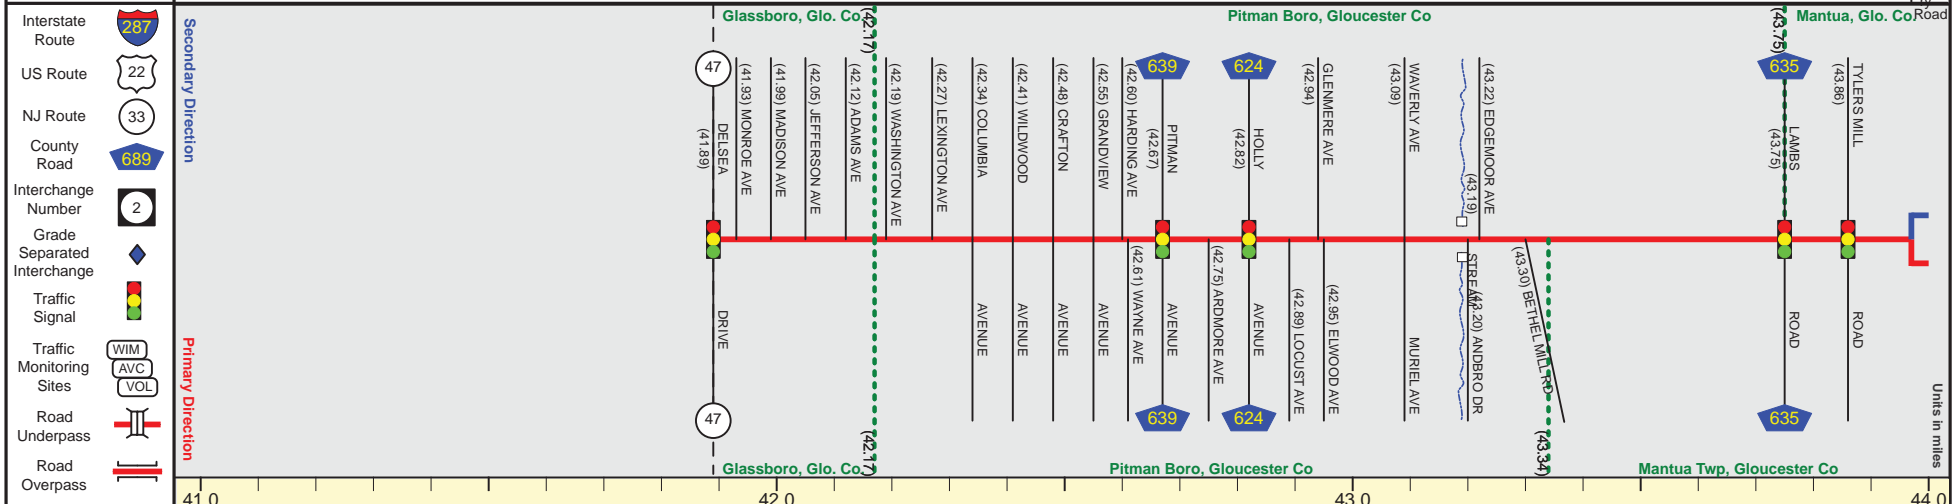 Interstate
Route
287
US Route
22
NJ Route
33
County
Road
689
Interchange
Number
2
Grade
Separated
Interchange
Traffic
Signal
Traffic
Monitoring
Sites
WIM
AVC
VOL
Road
Underpass
Road
Overpass
Secondary Direction
Primary Direction
Glassboro, Glo. Co.
(42.17)
Pitman Boro, Gloucester Co
(43.75)
Mantua, Glo. Co.
Road
47
DELSEA
(41.89)
(41.93) MONROE AVE
(41.99) MADISON AVE
(42.05) JEFFERSON AVE
(42.12) ADAMS AVE
(42.19) WASHINGTON AVE
(42.27) LEXINGTON AVE
(42.34) COLUMBIA
(42.41) WILDWOOD
(42.48) CRAFTON
(42.55) GRANDVIEW
(42.60) HARDING AVE
639
PITMAN
(42.67)
624
HOLLY
(42.82)
GLENMERE AVE
(42.94)
WAVERLY AVE
(43.09)
(43.19)
(43.22) EDGEMOOR AVE
635
LAMBS
(43.75)
TYLERS MILL
(43.86)
DRIVE
47
AVENUE
AVENUE
AVENUE
AVENUE
(42.61) WAYNE AVE
AVENUE
639
(42.75) ARDMORE AVE
AVENUE
624
(42.89) LOCUST AVE
(42.95) ELWOOD AVE
MURIEL AVE
STREAM
(43.20) ANDBRO DR
(43.30) BETHEL MILL RD
(43.34)
ROAD
635
ROAD
Units in miles
Glassboro, Glo. Co.
(42.17)
Pitman Boro, Gloucester Co
Mantua Twp, Gloucester Co
41.0
42.0
43.0
44.0